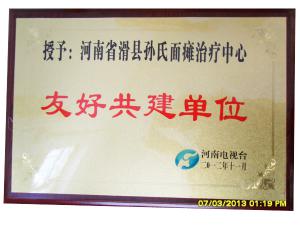 授予：河南省滑县孙氏面瘫治疗中心
友好共建单位
河南电视台
二〇一二年十一月
07/03/2013 01:19 PM